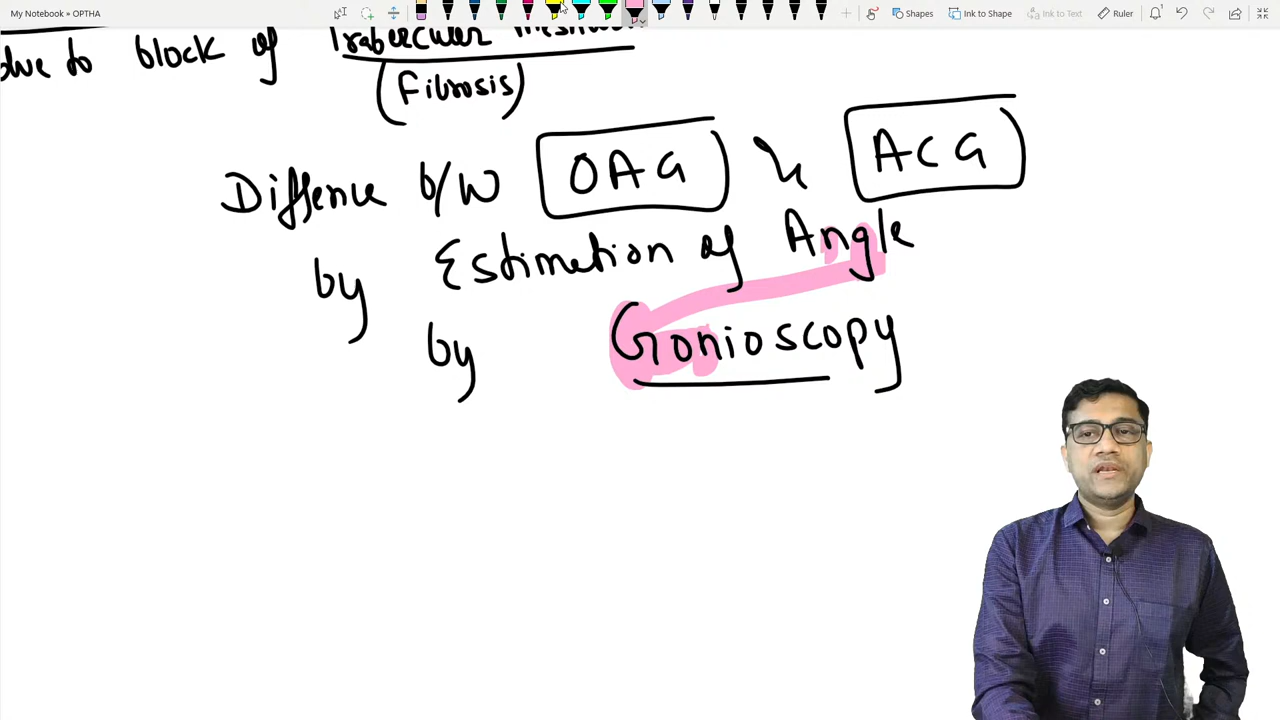 My Notebook » OPTHA
Shapes
Ink to Shape
Ink to Text
Ruler
due to block of Trabecular
(Fibrosis)
Diffence b/w OAG & ACG
by Estimation of Angle
by Gonioscopy